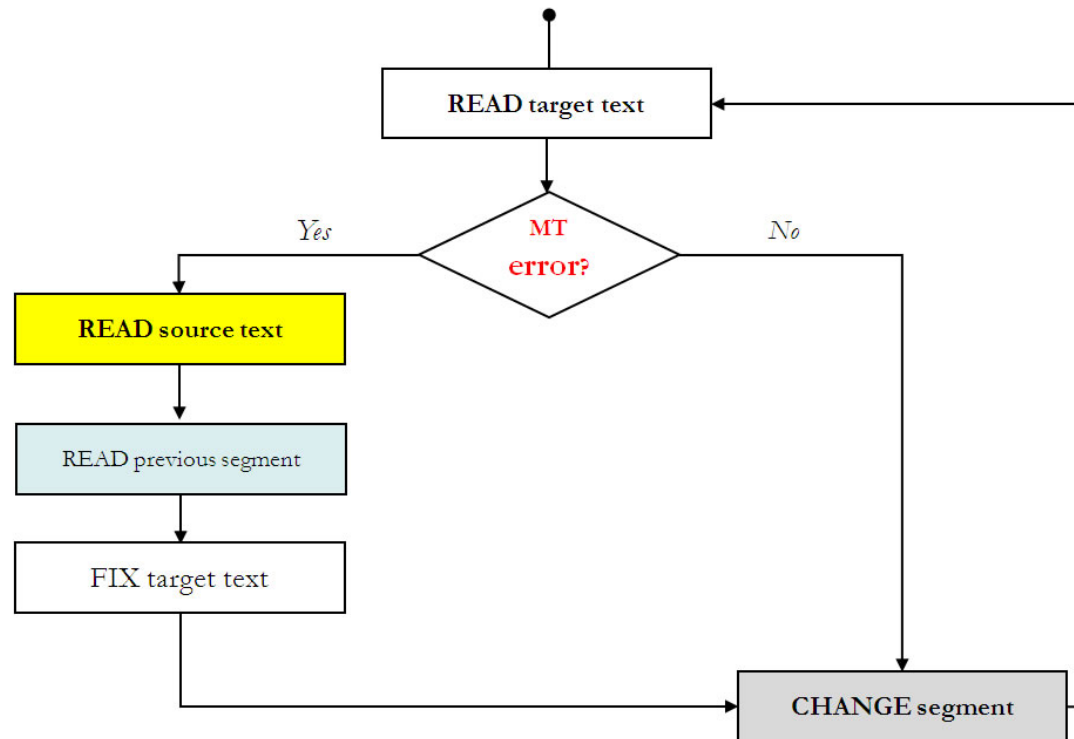 READ target text
Yes
MT
No
error?
READ source text
READ previous segment
FIX target text
CHANGE segment